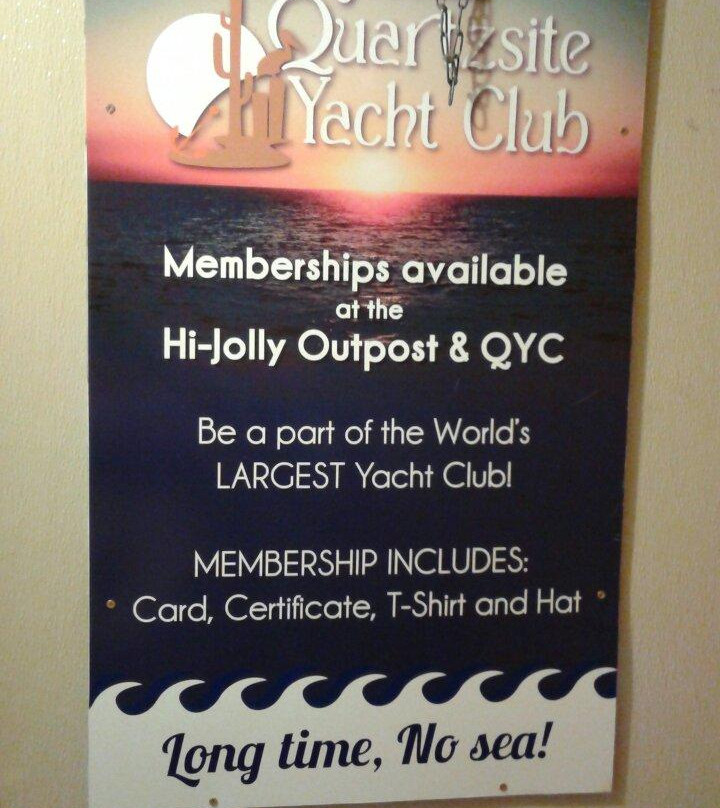 Quartzsite
Yacht Club
Memberships available
at the
Hi-Jolly Outpost & QYC
Be a part of the World's
LARGEST Yacht Club!
MEMBERSHIP INCLUDES:
Card, Certificate, T-Shirt and Hat
Long time, No sea!